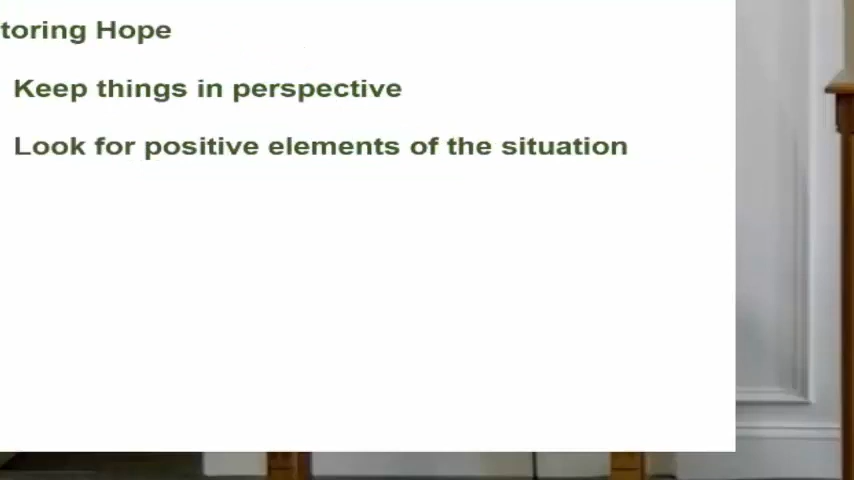 toring Hope
Keep things in perspective
Look for positive elements of the situation